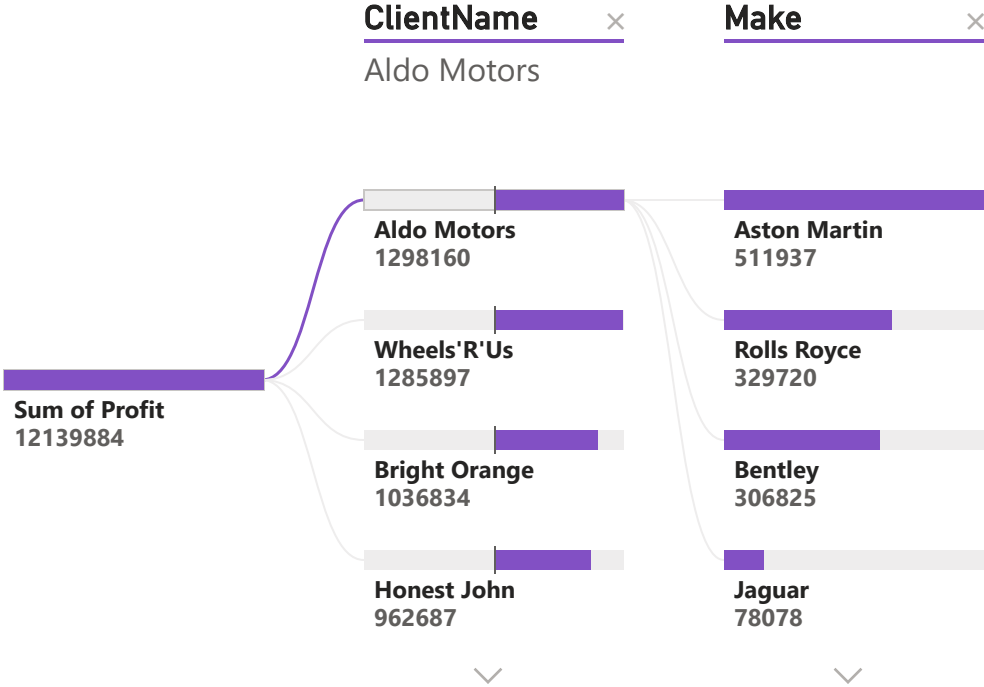 ClientName
Aldo Motors
Make
Sum of Profit
12139884
Aldo Motors
1298160
Wheels'R'Us
1285897
Bright Orange
1036834
Honest John
962687
Aston Martin
511937
Rolls Royce
329720
Bentley
306825
Jaguar
78078